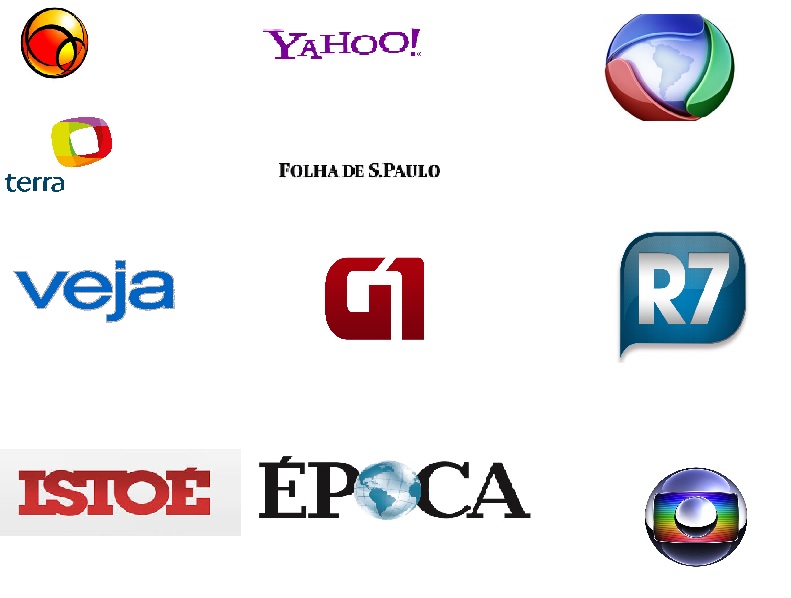 YAHOO!
terra
FOLHA DE S.PAULO
veja
G1
R7
ISTOÉ
ÉPOCA